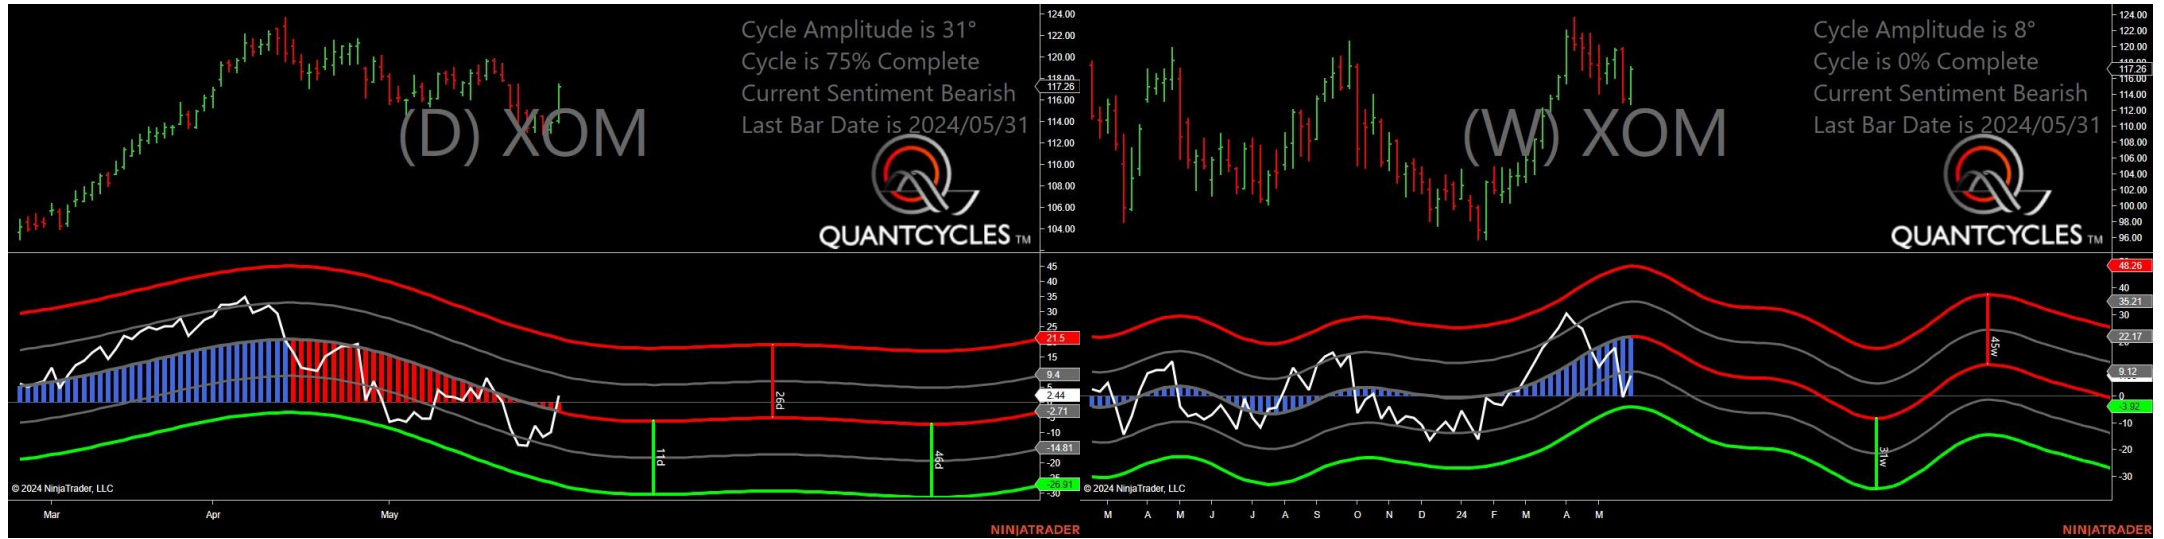 Cycle Amplitude is 31°
Cycle is 75% Complete
Current Sentiment Bearish
Last Bar Date is 2024/05/31
(D) XOM
QUANTCYCLES TM
124.00
122.00
120.00
118.00
117.26
116.00
114.00
112.00
110.00
108.00
106.00
104.00
45
40
35
30
25
21.5
15
9.4
5
2.44
-2.71
-5
-10
-14.81
-20
-26.91
-30
26d
11d
46d
© 2024 NinjaTrader, LLC
Mar Apr May
NINJATRADER
Cycle Amplitude is 8°
Cycle is 0% Complete
Current Sentiment Bearish
Last Bar Date is 2024/05/31
(W) XOM
QUANTCYCLES TM
124.00
122.00
120.00
118.00
117.26
116.00
114.00
112.00
110.00
108.00
106.00
104.00
102.00
100.00
98.00
96.00
48.26
40
35.21
30
22.17
9.12
0
-3.92
-10
-20
-30
45w
31w
© 2024 NinjaTrader, LLC
M A M J J A S O N D 24 F M A M
NINJATRADER